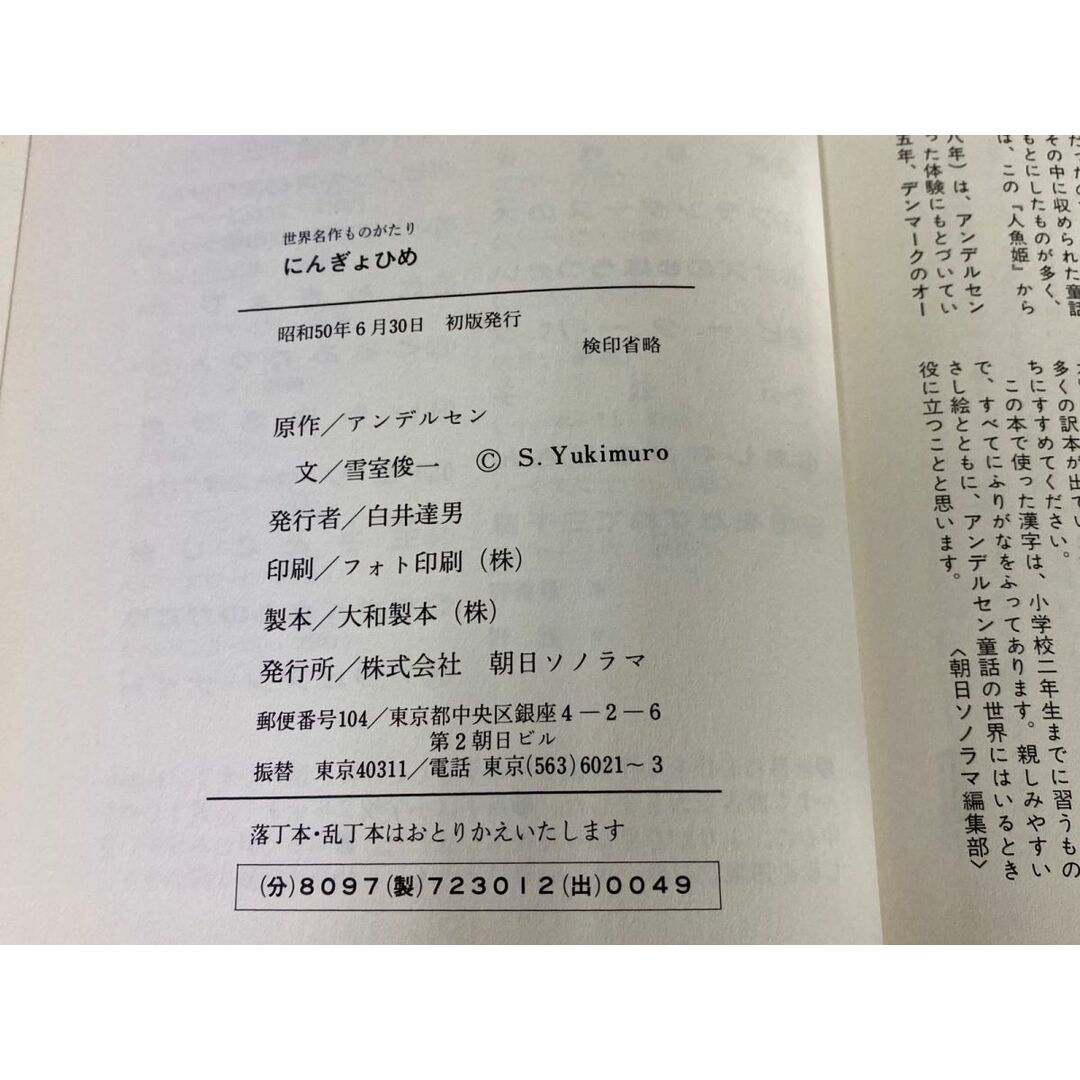 世界名作ものがたり
にんぎょひめ
昭和50年6月30日 初版発行
検印省略
原作／アンデルセン
文／雪室俊一 © S. Yukimuro
発行者／白井達男
印刷／フォト印刷（株）
製本／大和製本（株）
発行所／株式会社 朝日ソノラマ
郵便番号104／東京都中央区銀座4－2－6
第2朝日ビル
振替 東京40311／電話 東京(563)6021～3
落丁本・乱丁本はおとりかえいたします
(分)8097(製)723012(出)0049
その中に収められた童話
もとにしたものが多く、
は、この『人魚姫』から
八年）は、アンデルセン
った体験にもとづいてい
五年、デンマークのオー
多くの訳本が出てい
ちにすすめてください。
この本で使った漢字は、小学校二年生までに習うもの
で、すべてにふりがなをふってあります。親しみやすい
さし絵とともに、アンデルセン童話の世界にはいるとき
役に立つことと思います。
〈朝日ソノラマ編集部〉